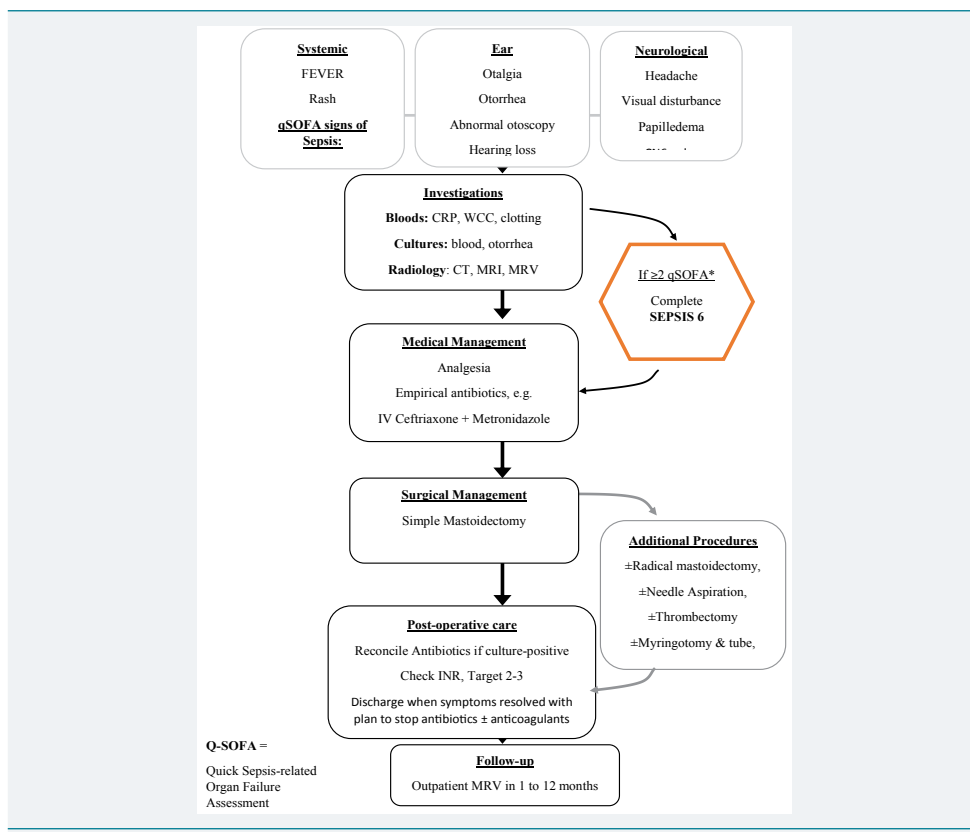 Systemic
FEVER
Rash
qSOFA signs of
Sepsis:
Ear
Otalgia
Otorrhea
Abnormal otoscopy
Hearing loss
Neurological
Headache
Visual disturbance
Papilledema
Investigations
Bloods: CRP, WCC, clotting
Cultures: blood, otorrhea
Radiology: CT, MRI, MRV
If ≥2 qSOFA*
Complete
SEPSIS 6
Medical Management
Analgesia
Empirical antibiotics, e.g.
IV Ceftriaxone + Metronidazole
Surgical Management
Simple Mastoidectomy
Additional Procedures
±Radical mastoidectomy,
±Needle Aspiration,
±Thrombectomy
±Myringotomy & tube,
Post-operative care
Reconcile Antibiotics if culture-positive
Check INR, Target 2-3
Discharge when symptoms resolved with
plan to stop antibiotics ± anticoagulants
Q-SOFA =
Quick Sepsis-related
Organ Failure
Assessment
Follow-up
Outpatient MRV in 1 to 12 months